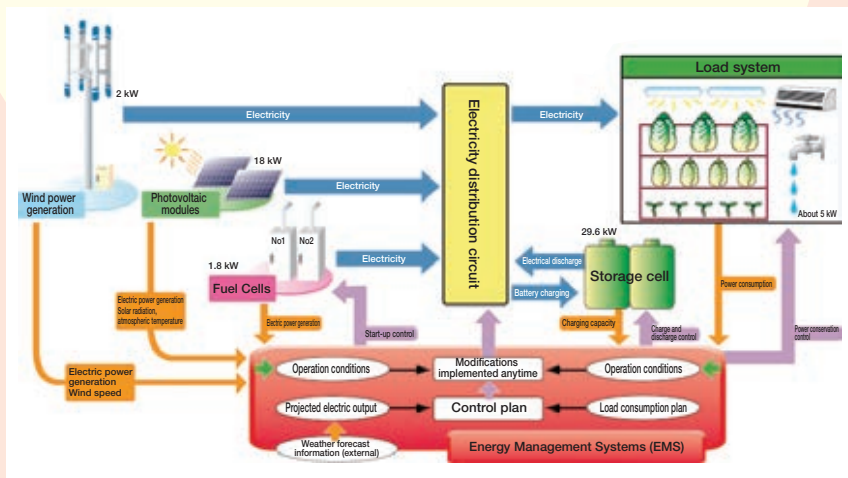 2 kW
Electricity
Wind power
generation
18 kW
Photovoltaic
modules
Electricity
No1
No2
1.8 kW
Fuel Cells
Electricity
Electricity distribution circuit
Electricity
Load system
About 5 kW
29.6 kW
Storage cell
Electrical discharge
Battery charging
Electric power generation
Solar radiation,
atmospheric temperature
Electric power generation
Start-up control
Charging capacity
Charge and
discharge control
Power consumption
Power conservation
control
Electric power
generation
Wind speed
Operation conditions
Modifications
implemented anytime
Operation conditions
Projected electric output
Control plan
Load consumption plan
Weather forecast
information (external)
Energy Management Systems (EMS)